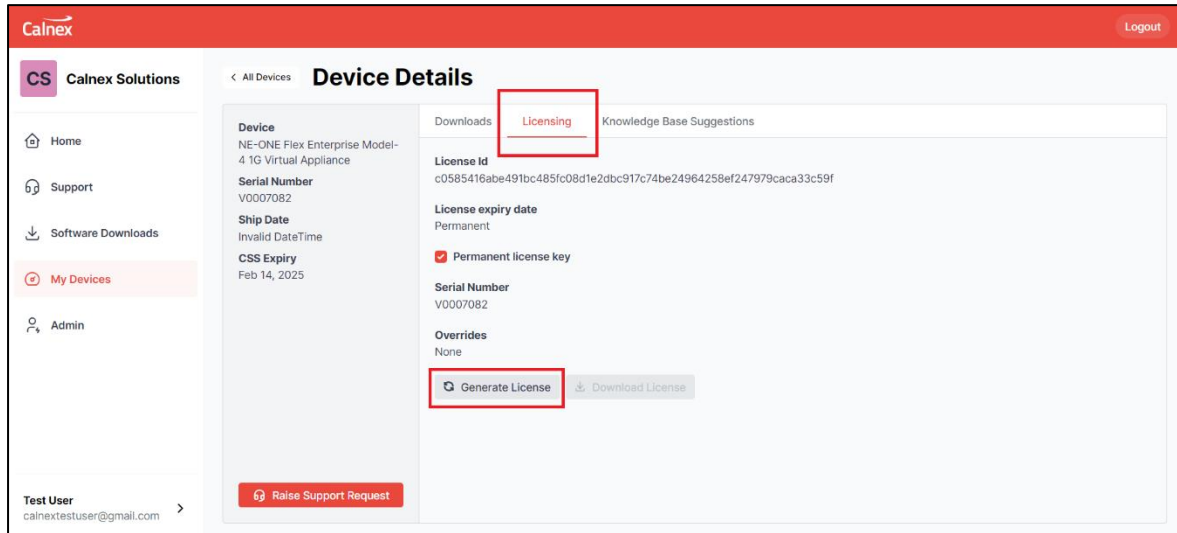 Calnex
Logout
CS Calnex Solutions
Home
Support
Software Downloads
My Devices
Admin
Test User
calnextestuser@gmail.com
All Devices
Device Details
Device
NE-ONE Flex Enterprise Model-
4 1G Virtual Appliance
Serial Number
V0007082
Ship Date
Invalid DateTime
CSS Expiry
Feb 14, 2025
Raise Support Request
Downloads Licensing Knowledge Base Suggestions
License Id
c0585416abe491bc485fc08d1e2dbc917c74be24964258ef247979caca33c59f
License expiry date
Permanent
Permanent license key
Serial Number
V0007082
Overrides
None
Generate License Download License